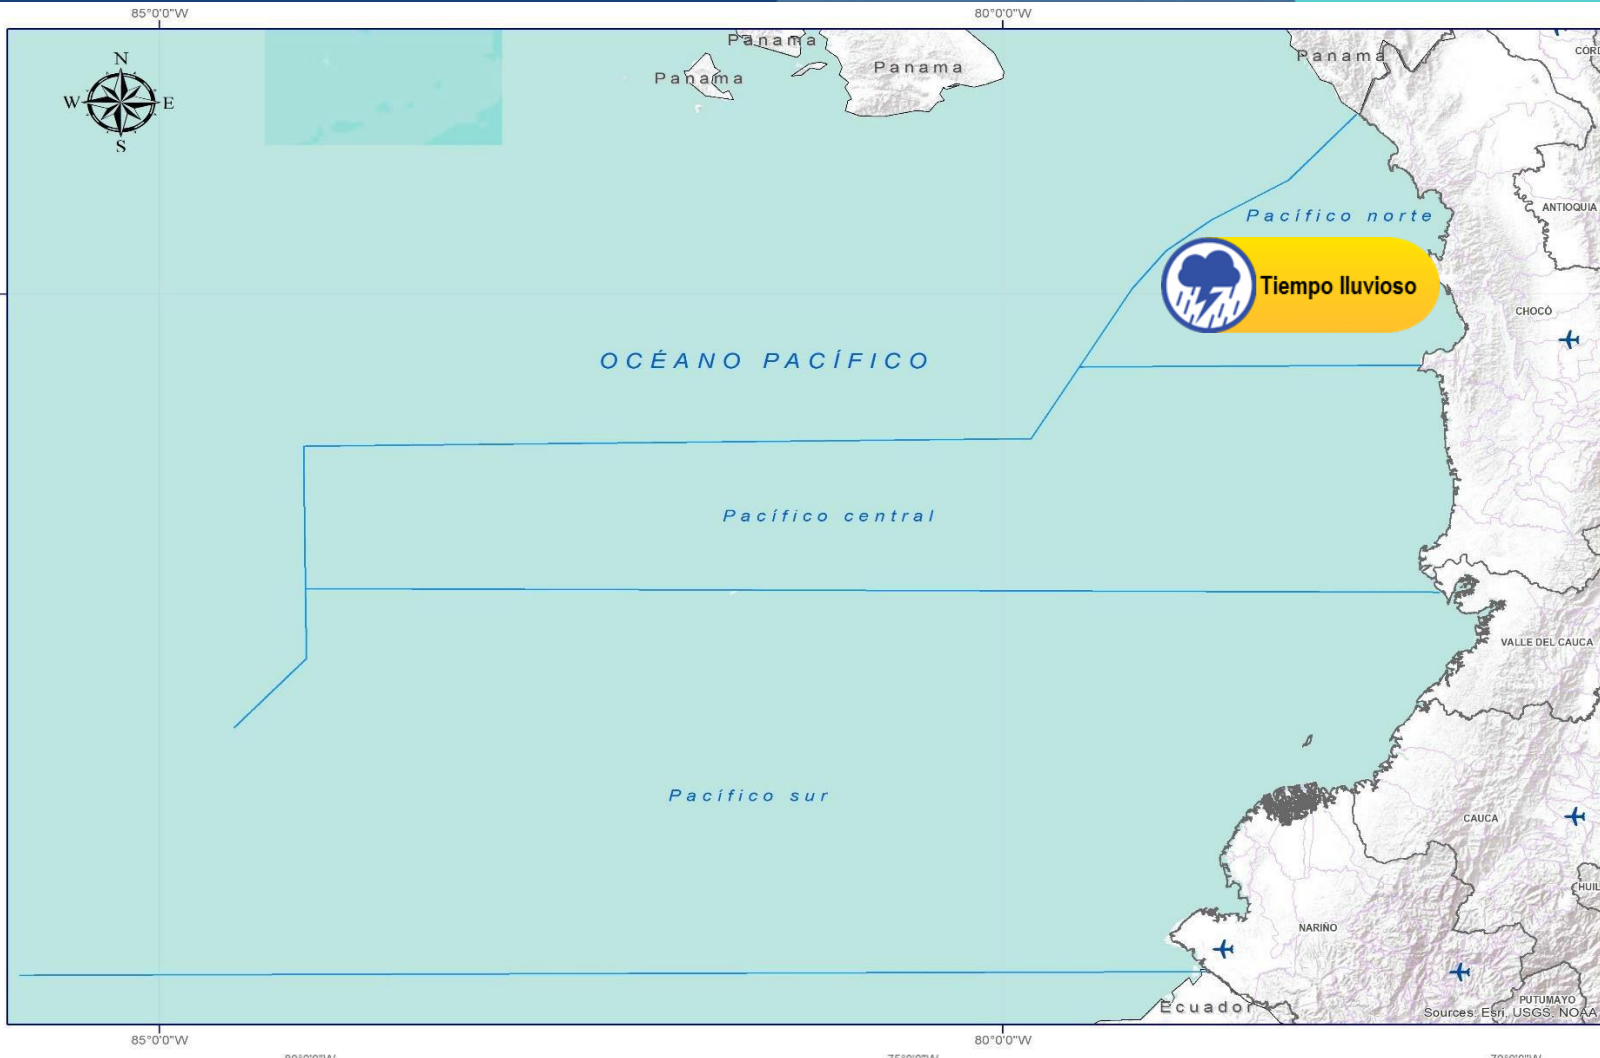 85°0'0"W
80°0'0"W
N
W
E
S
Panama
Panama
Panama
Panama
ANTIOQUIA
Pacífico norte
Tiempo lluvioso
CHOCÓ
OCÉANO PACÍFICO
Pacífico central
VALLE DEL CAUCA
Pacífico sur
CAUCA
NARIÑO
PUTUMAYO
Ecuador
Sources: Esri, USGS, NOAA
85°0'0"W
80°0'0"W